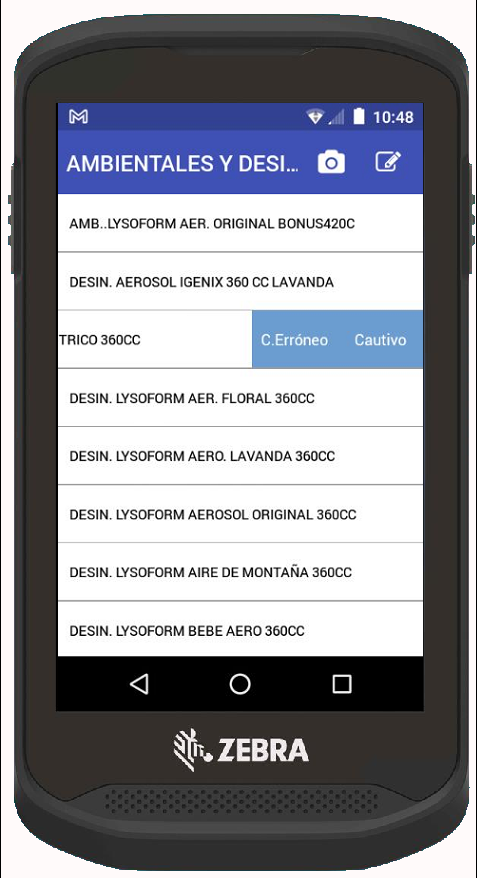 10:48
AMBIENTALES Y DESI...
AMB..LYSOFORM AER. ORIGINAL BONUS420C
DESIN. AEROSOL IGENIX 360 CC LAVANDA
TRICO 360CC C.Erróneo Cautivo
DESIN. LYSOFORM AER. FLORAL 360CC
DESIN. LYSOFORM AERO. LAVANDA 360CC
DESIN. LYSOFORM AEROSOL ORIGINAL 360CC
DESIN. LYSOFORM AIRE DE MONTAÑA 360CC
DESIN. LYSOFORM BEBE AERO 360CC
ZEBRA